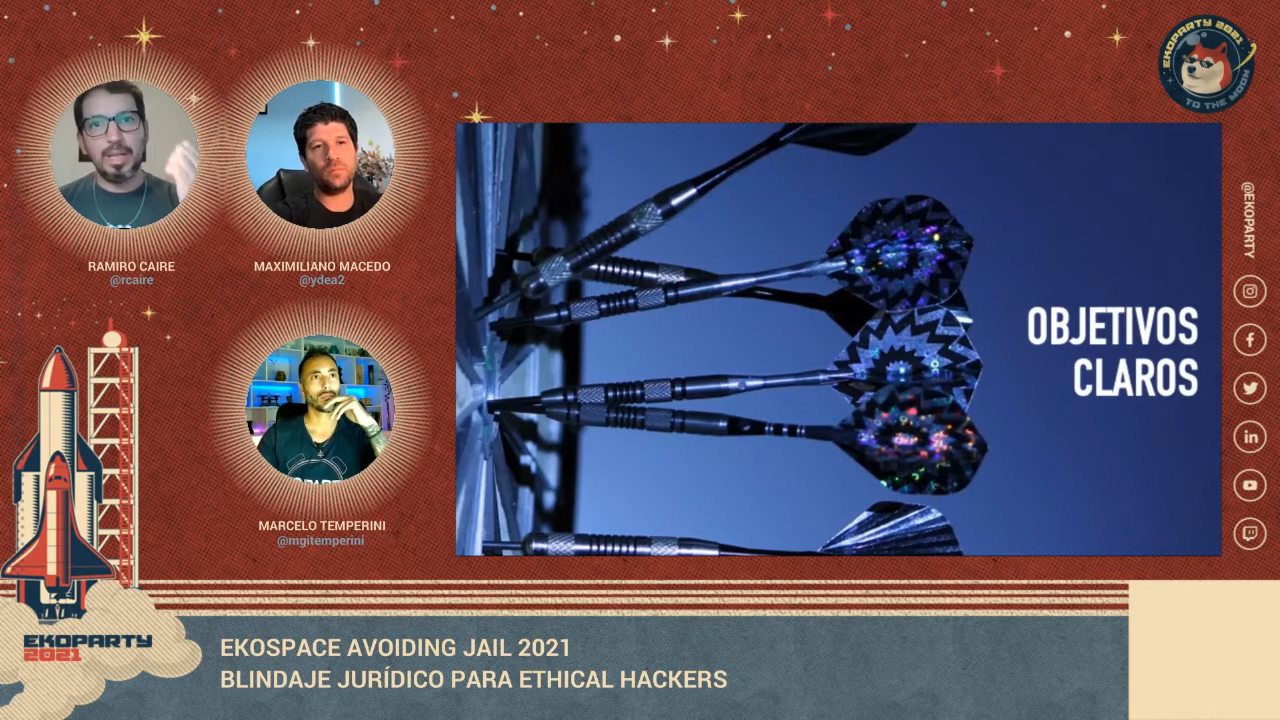 EKOPARTY 2021
TO THE MOON
RAMIRO CAIRE
@rcaire
MAXIMILIANO MACEDO
@ydea2
MARCELO TEMPERINI
@mgitemperini
OBJETIVOS
CLAROS
@EKOPARTY
EKOPARTY
2021
EKOSPACE AVOIDING JAIL 2021
BLINDAJE JURÍDICO PARA ETHICAL HACKERS